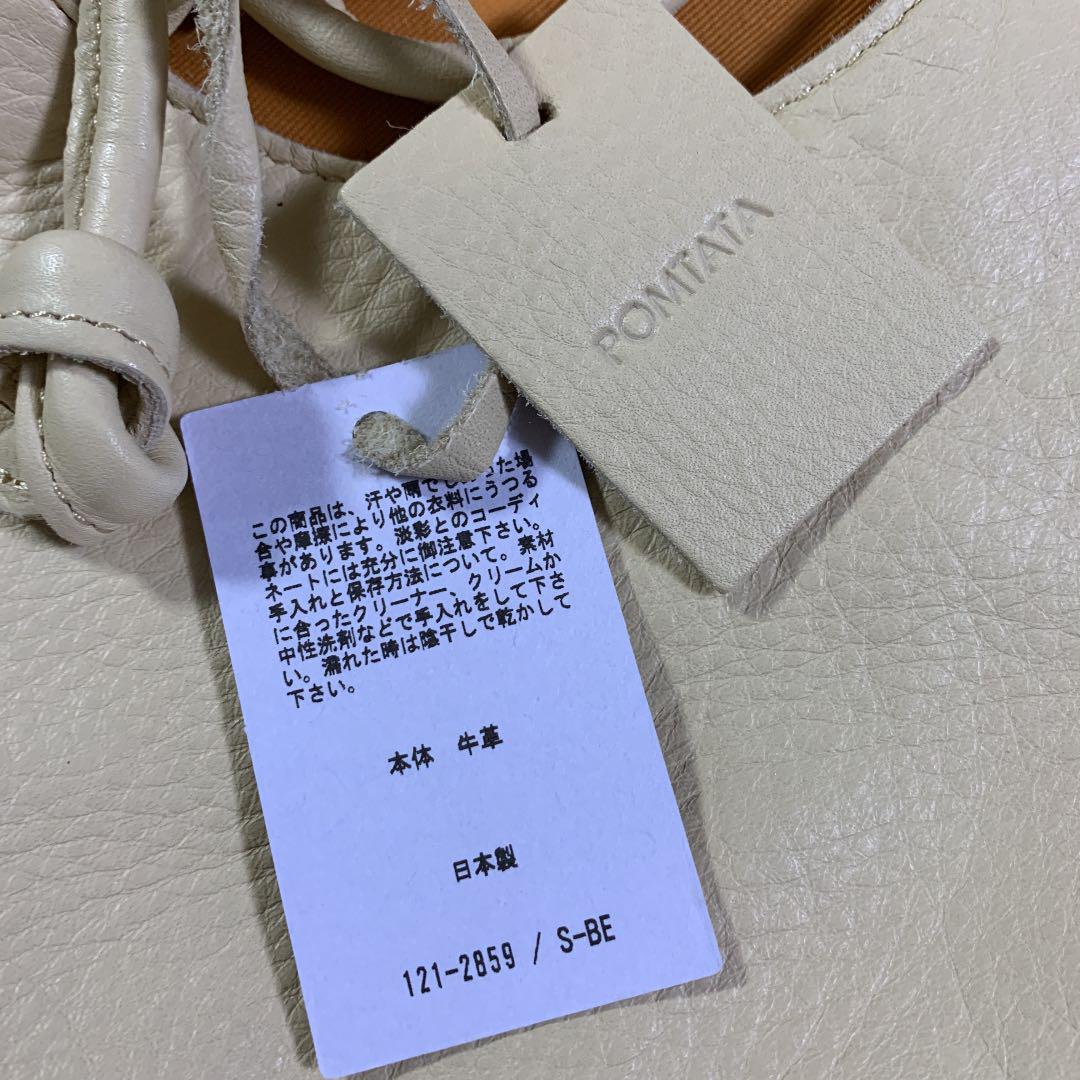 POMTATA
この商品は、汗や雨でし った場
合や摩擦により他の衣料にうつる
事があります。淡彩とのコーディ
ネートには充分に御注意下さい。
手入れと保存方法について。素材
に合ったクリーナー、クリームか
中性洗剤などで手入れをして下さ
い。濡れた時は陰干しで乾かして
下さい。
本体 牛革
日本製
121-2859 / S-BE